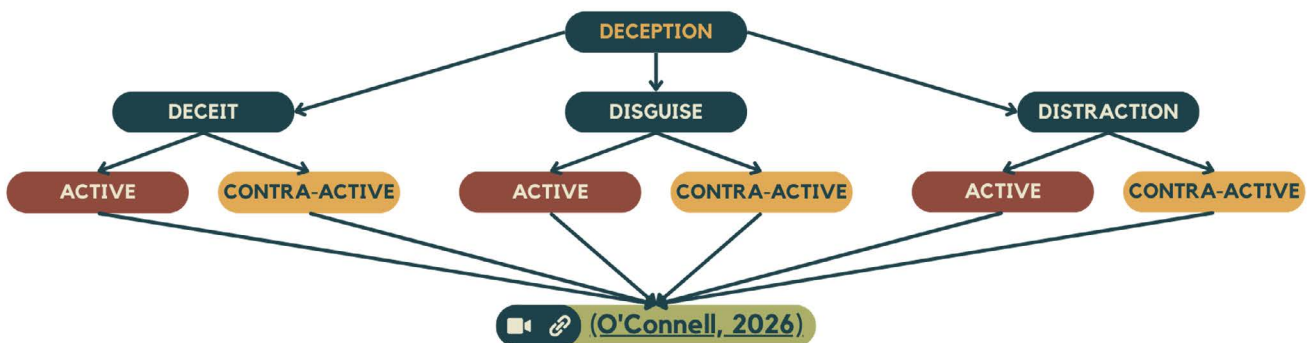 DECEPTION
DECEIT
DISGUISE
DISTRACTION
ACTIVE
CONTRA-ACTIVE
ACTIVE
CONTRA-ACTIVE
ACTIVE
CONTRA-ACTIVE
(O'Connell, 2026)